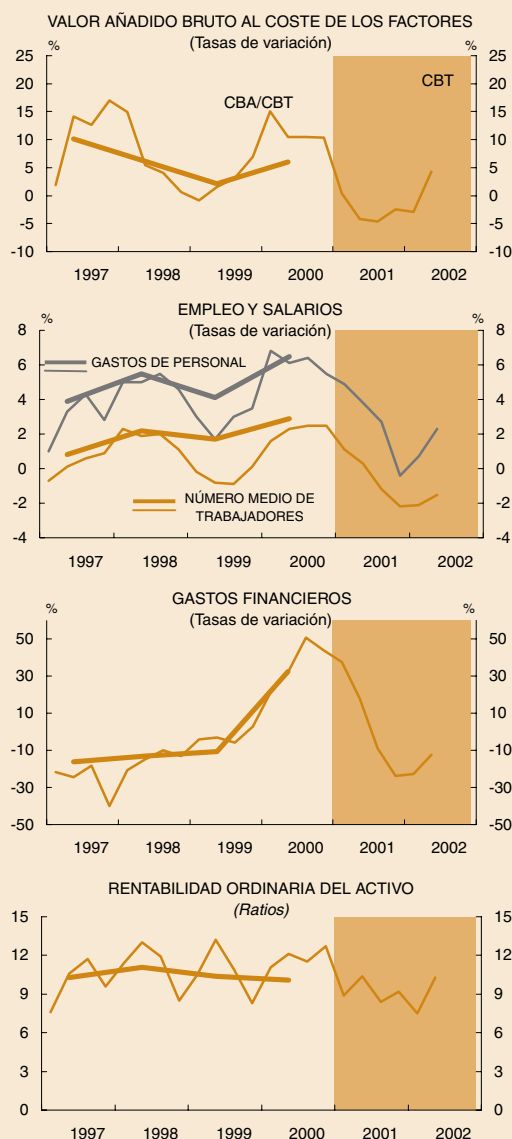 VALOR AÑADIDO BRUTO AL COSTE DE LOS FACTORES
(Tasas de variación)
% %
25 25
20 CBT 20
15 CBA/CBT 15
10 10
5 5
0 0
-5 -5
-10 -10
1997 1998 1999 2000 2001 2002
EMPLEO Y SALARIOS
(Tasas de variación)
% %
8 8
GASTOS DE PERSONAL
6 6
4 4
2 2
0 0
NÚMERO MEDIO DE
TRABAJADORES
-2 -2
-4 -4
1997 1998 1999 2000 2001 2002
GASTOS FINANCIEROS
(Tasas de variación)
% %
50 50
30 30
10 10
-10 -10
-30 -30
-50 -50
1997 1998 1999 2000 2001 2002
RENTABILIDAD ORDINARIA DEL ACTIVO
(Ratios)
15 15
12 12
9 9
6 6
3 3
0 0
1997 1998 1999 2000 2001 2002